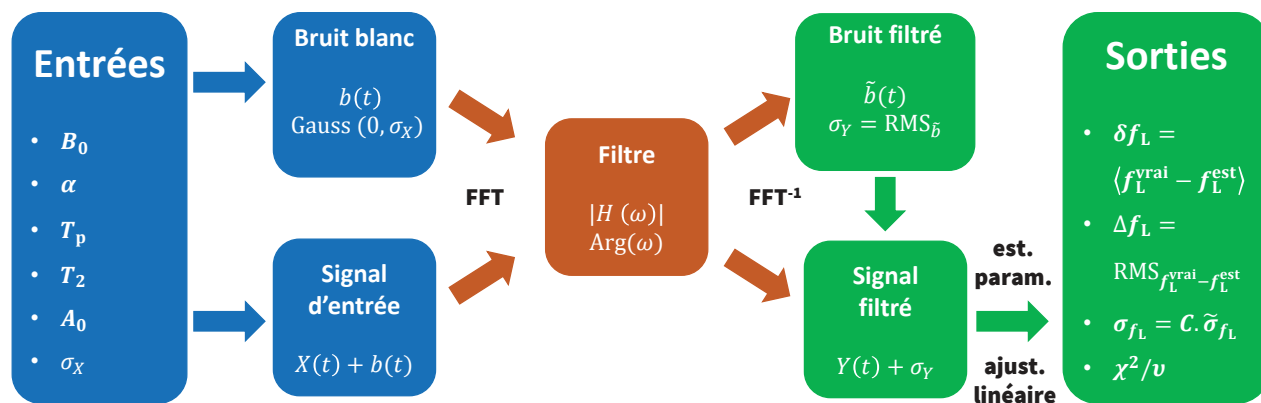 Entrées
• B₀
• α
• Tₚ
• T₂
• A₀
• σ_X
Bruit blanc
b(t)
Gauss (0, σ_X)
Signal
d’entrée
X(t) + b(t)
FFT
Filtre
|H (ω)|
Arg(ω)
FFT⁻¹
Bruit filtré
b̃(t)
σ_Y = RMS_b̃
Signal
filtré
Y(t) + σ_Y
est.
param.
ajust.
linéaire
Sorties
• δf_L =
⟨f_L^vrai − f_L^est⟩
• Δf_L =
RMS_{f_L^vrai−f_L^est}
• σ_{f_L} = C. σ̃_{f_L}
• χ²/υ